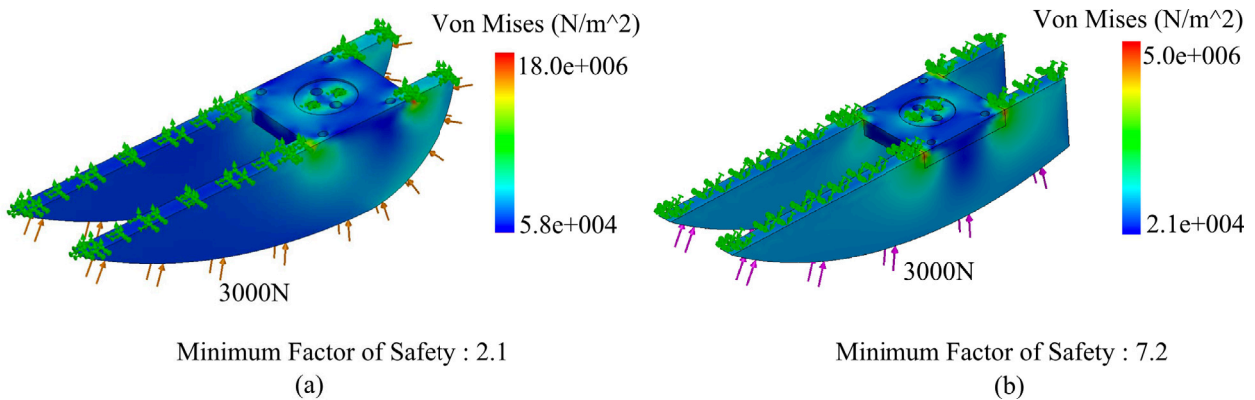 Von Mises (N/m^2)
18.0e+006
5.8e+004
3000N
Minimum Factor of Safety : 2.1
(a)
Von Mises (N/m^2)
5.0e+006
2.1e+004
3000N
Minimum Factor of Safety : 7.2
(b)